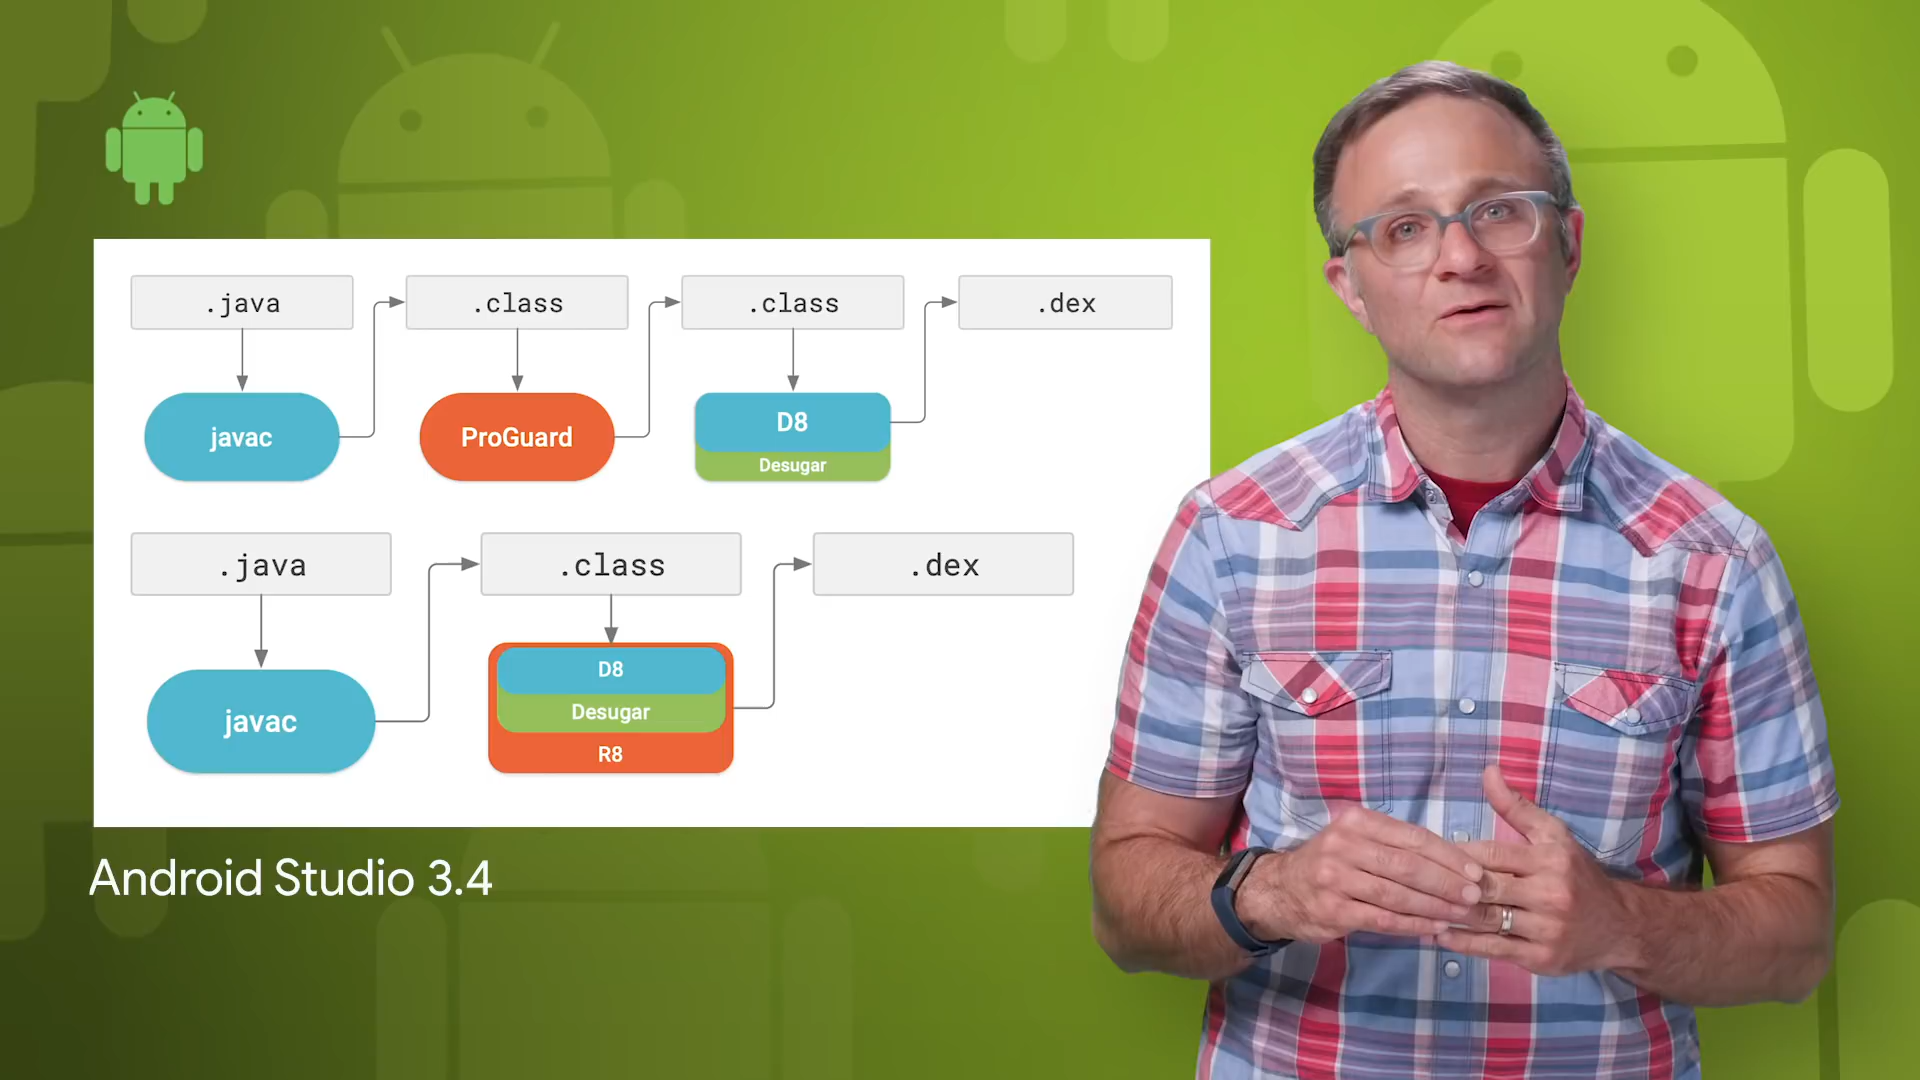 .java
.class
.class
.dex
javac
ProGuard
D8
Desugar
.java
.class
.dex
javac
D8
Desugar
R8
Android Studio 3.4